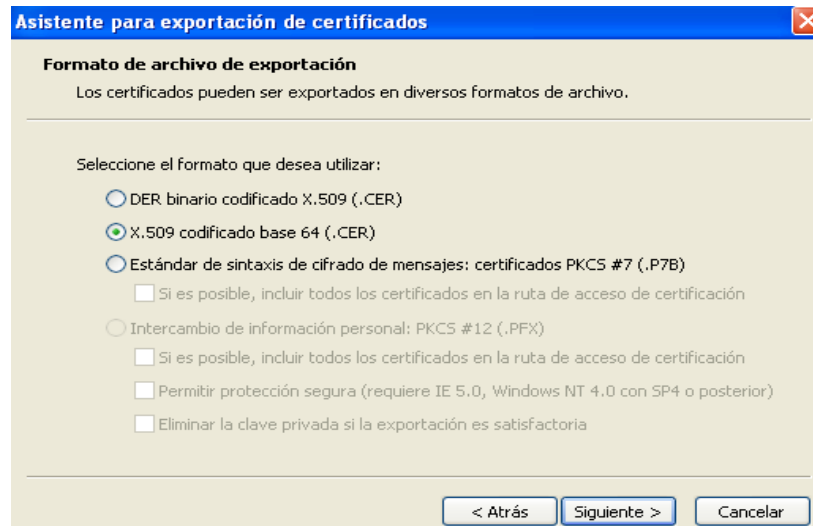 Asistente para exportación de certificados
Formato de archivo de exportación
Los certificados pueden ser exportados en diversos formatos de archivo.
Seleccione el formato que desea utilizar:
DER binario codificado X.509 (.CER)
X.509 codificado base 64 (.CER)
Estándar de sintaxis de cifrado de mensajes: certificados PKCS #7 (.P7B)
Si es posible, incluir todos los certificados en la ruta de acceso de certificación
Intercambio de información personal: PKCS #12 (.PFX)
Si es posible, incluir todos los certificados en la ruta de acceso de certificación
Permitir protección segura (requiere IE 5.0, Windows NT 4.0 con SP4 o posterior)
Eliminar la clave privada si la exportación es satisfactoria
< Atrás Siguiente > Cancelar